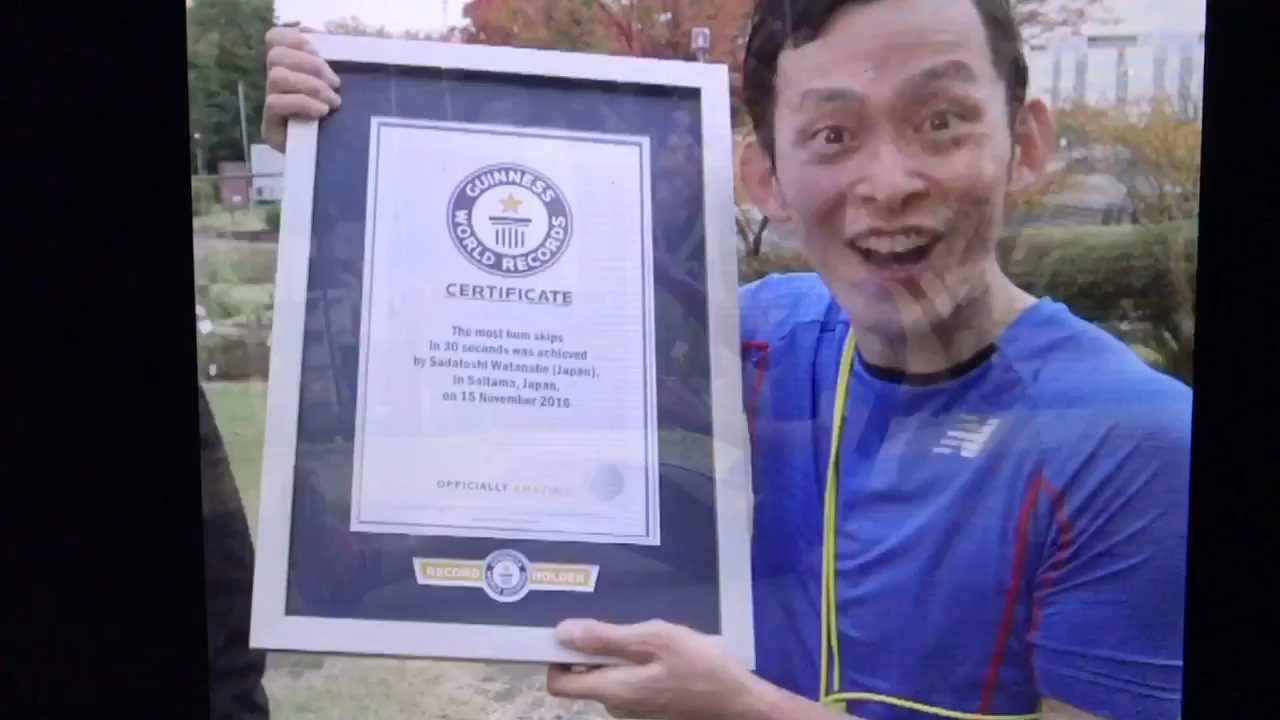 GUINNESS
WORLD RECORDS
CERTIFICATE
The most bum skips
in 30 seconds was achieved
by Sadatoshi Watanabe (Japan),
in Saitama, Japan,
on 15 November 2016
OFFICIALLY AMAZING
RECORD HOLDER